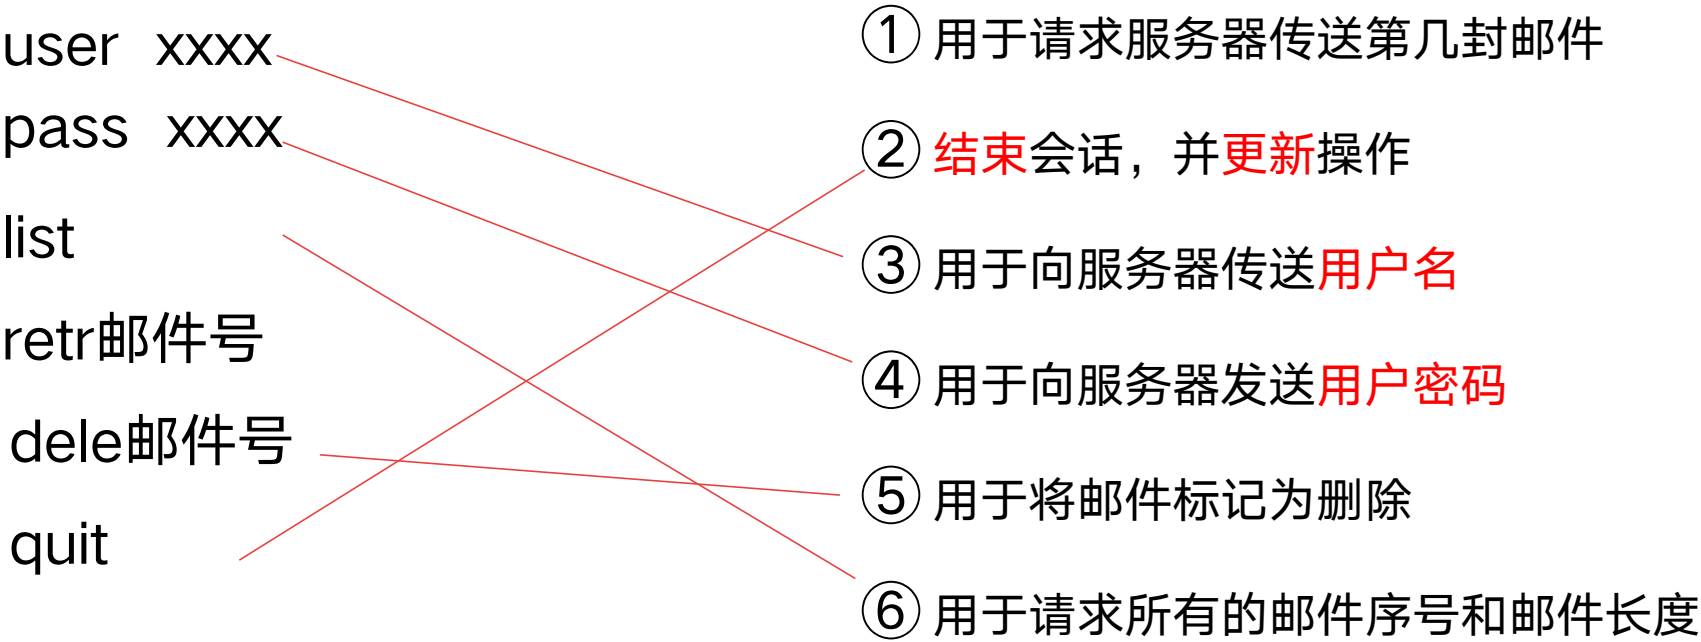 user xxxx
pass xxxx
list
retr邮件号
dele邮件号
quit
① 用于请求服务器传送第几封邮件
② 结束会话，并更新操作
③ 用于向服务器传送用户名
④ 用于向服务器发送用户密码
⑤ 用于将邮件标记为删除
⑥ 用于请求所有的邮件序号和邮件长度